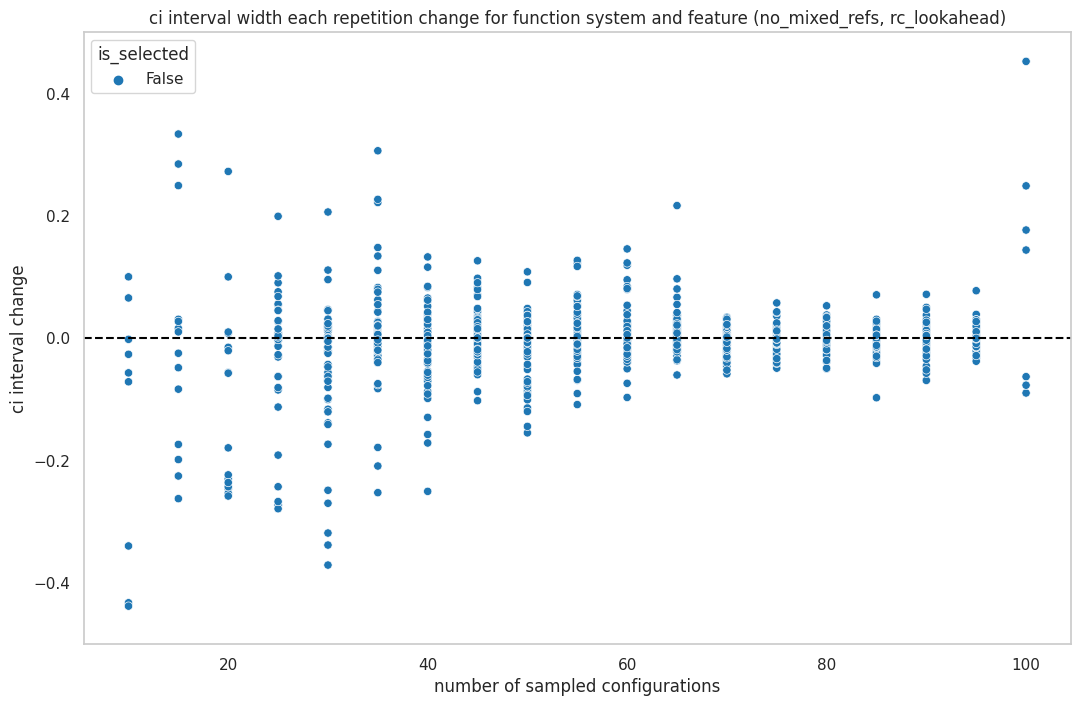 ci interval width each repetition change for function system and feature (no_mixed_refs, rc_lookahead)
is_selected
False
ci interval change
0.4
0.2
0.0
−0.2
−0.4
20
40
60
80
100
number of sampled configurations